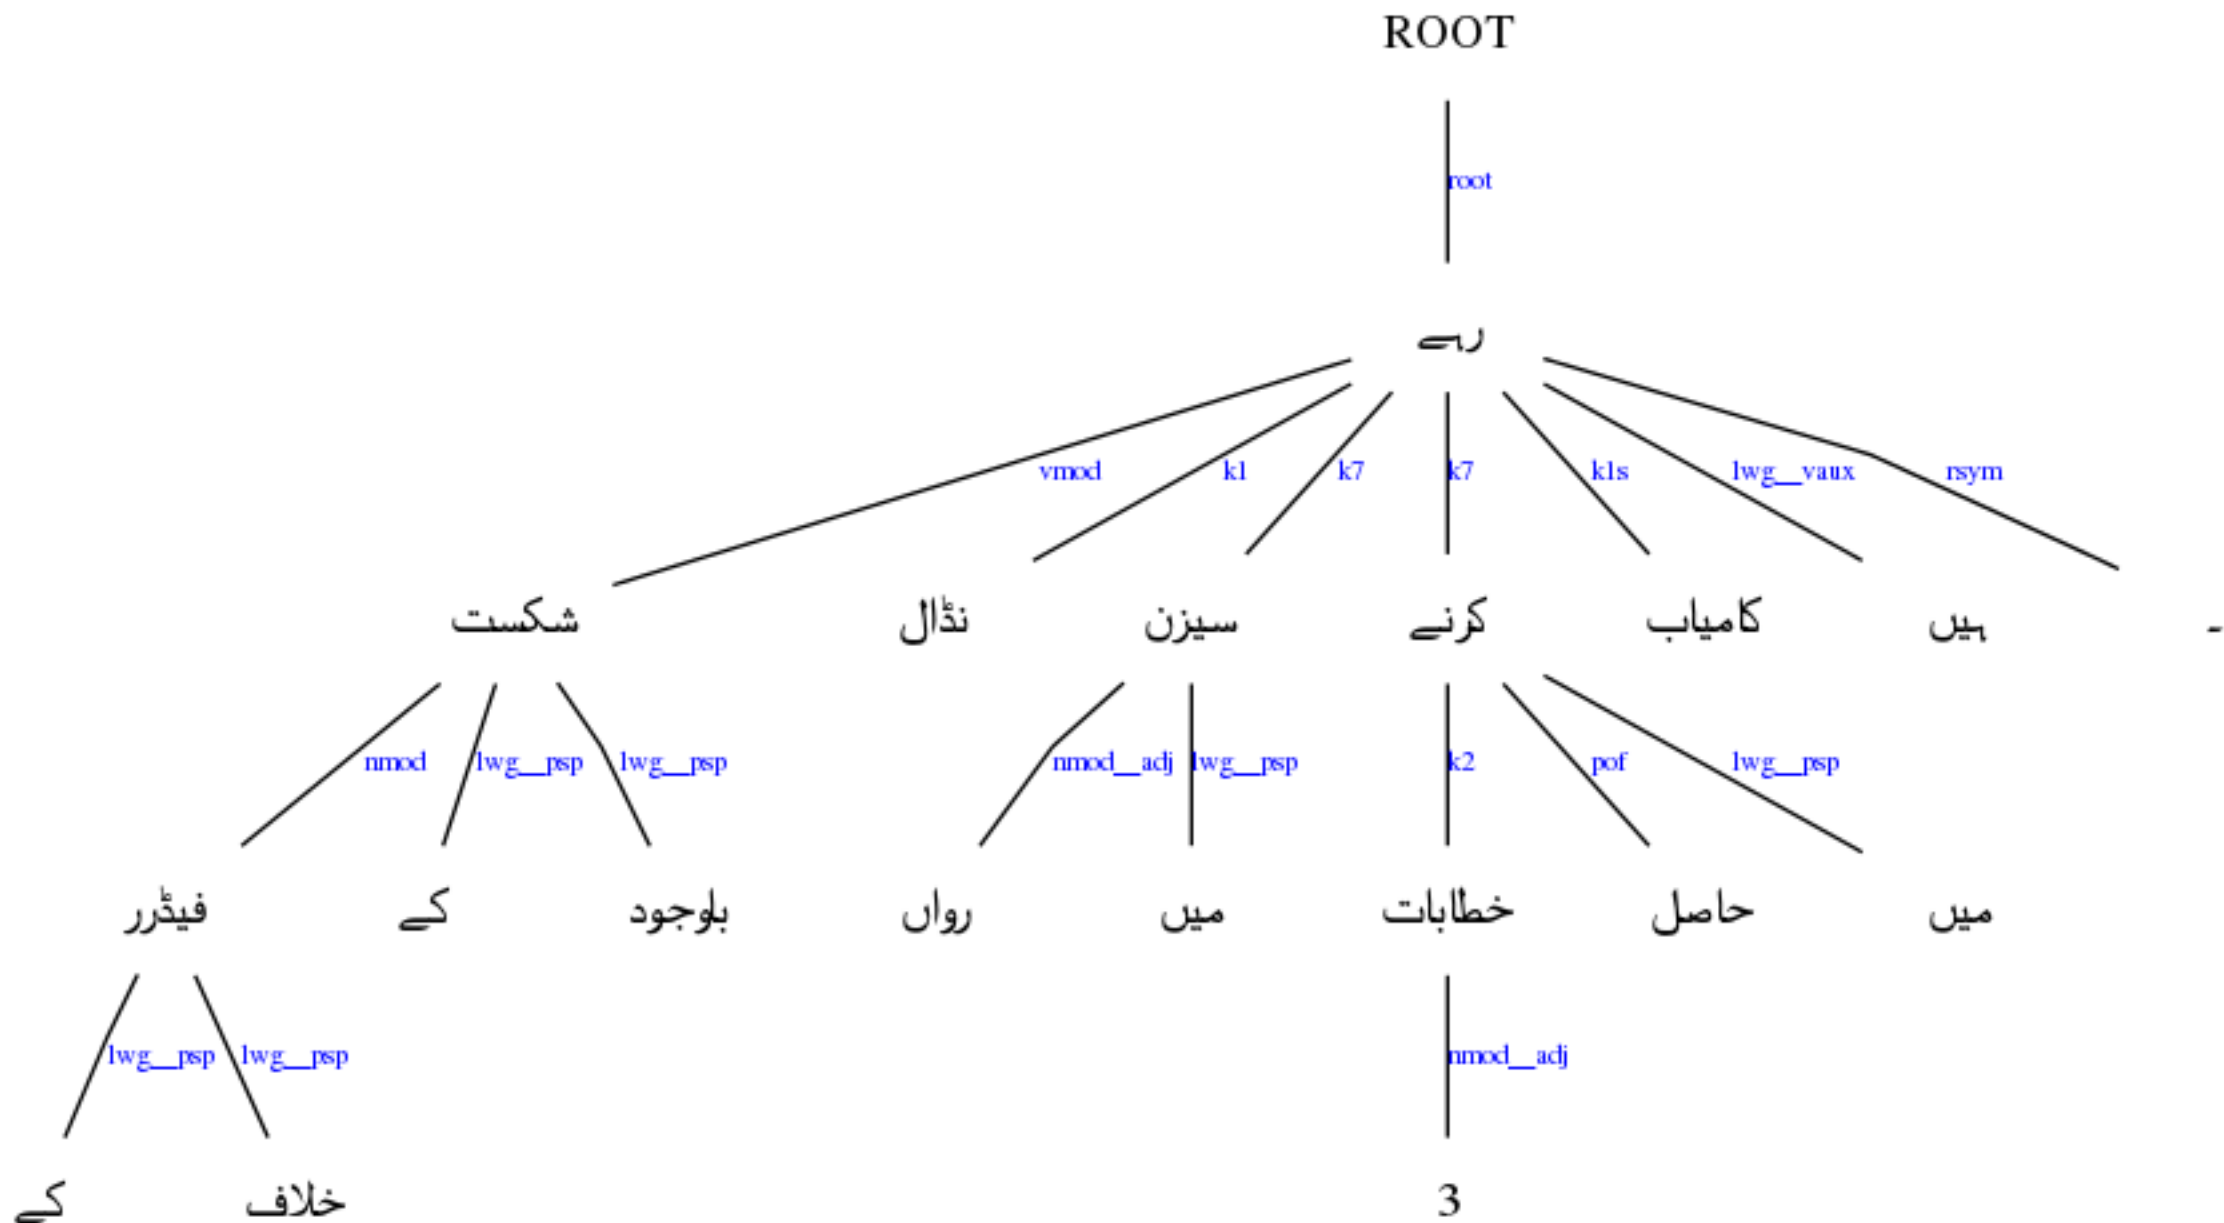 ROOT
root
رہے
vmod k1 k7 k7 k1s lwg__vaux rsym
شکست نڈال سیزن کرنے کامیاب ہیں ۔
nmod lwg__psp lwg__psp nmod__adj lwg__psp k2 pof lwg__psp
فیڈرر کے باوجود رواں میں خطابات حاصل میں
lwg__psp lwg__psp nmod__adj
کے خلاف 3